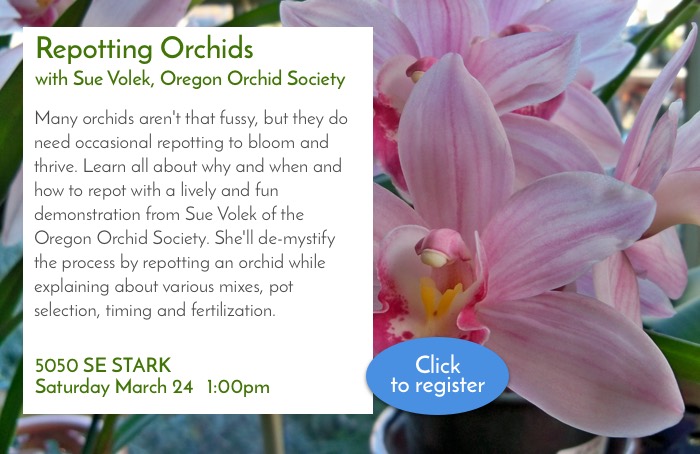 Repotting Orchids
with Sue Volek, Oregon Orchid Society
Many orchids aren't that fussy, but they do
need occasional repotting to bloom and
thrive. Learn all about why and when and
how to repot with a lively and fun
demonstration from Sue Volek of the
Oregon Orchid Society. She'll de-mystify
the process by repotting an orchid while
explaining about various mixes, pot
selection, timing and fertilization.
5050 SE STARK
Saturday March 24 1:00pm
Click
to register